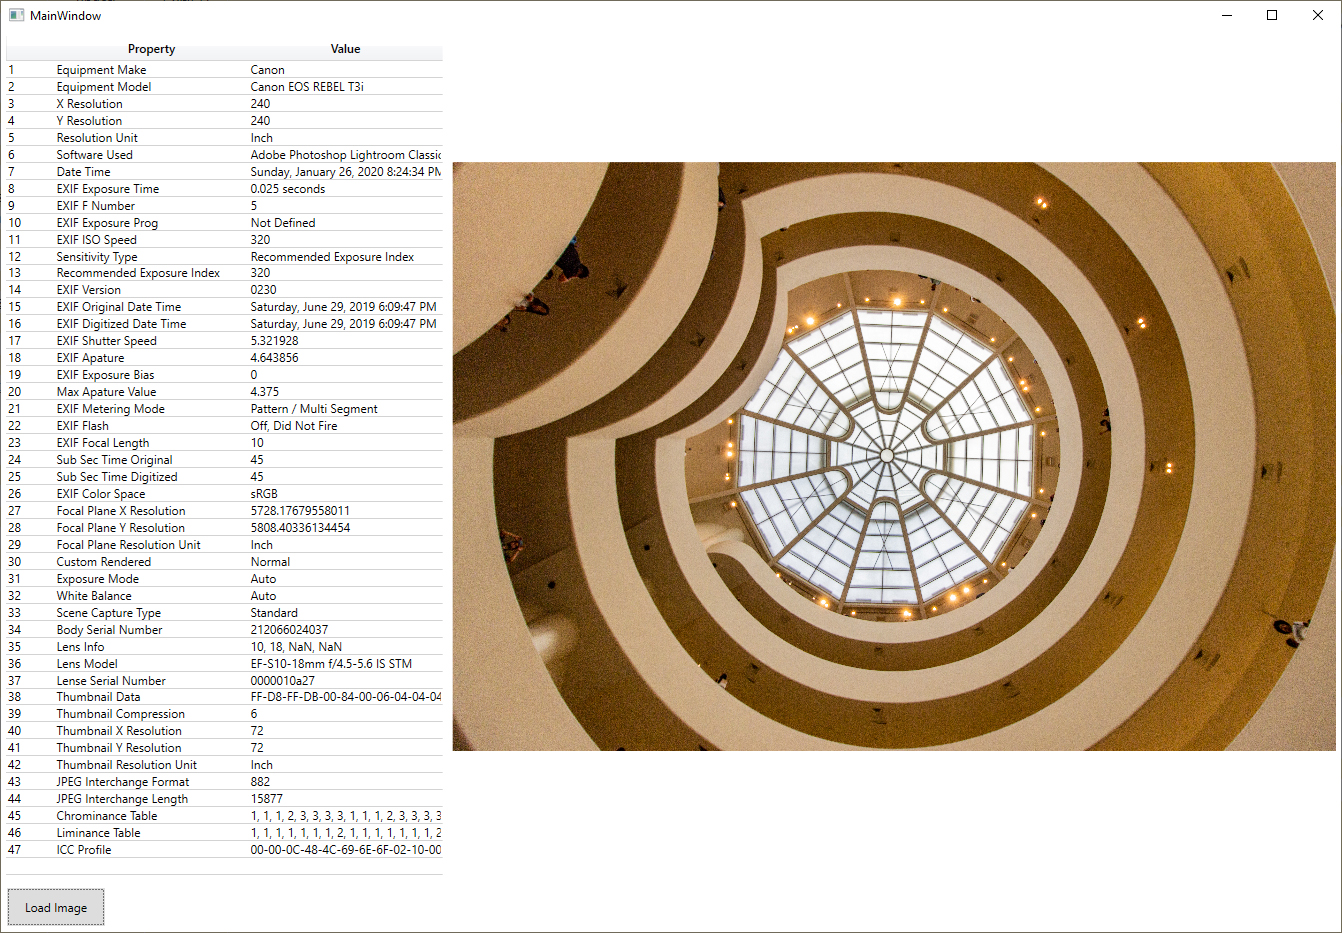 MainWindow
Property Value
1 Equipment Make Canon
2 Equipment Model Canon EOS REBEL T3i
3 X Resolution 240
4 Y Resolution 240
5 Resolution Unit Inch
6 Software Used Adobe Photoshop Lightroom Classic
7 Date Time Sunday, January 26, 2020 8:24:34 PM
8 EXIF Exposure Time 0.025 seconds
9 EXIF F Number 5
10 EXIF Exposure Prog Not Defined
11 EXIF ISO Speed 320
12 Sensitivity Type Recommended Exposure Index
13 Recommended Exposure Index 320
14 EXIF Version 0230
15 EXIF Original Date Time Saturday, June 29, 2019 6:09:47 PM
16 EXIF Digitized Date Time Saturday, June 29, 2019 6:09:47 PM
17 EXIF Shutter Speed 5.321928
18 EXIF Apature 4.643856
19 EXIF Exposure Bias 0
20 Max Apature Value 4.375
21 EXIF Metering Mode Pattern / Multi Segment
22 EXIF Flash Off, Did Not Fire
23 EXIF Focal Length 10
24 Sub Sec Time Original 45
25 Sub Sec Time Digitized 45
26 EXIF Color Space sRGB
27 Focal Plane X Resolution 5728.17679558011
28 Focal Plane Y Resolution 5808.40336134454
29 Focal Plane Resolution Unit Inch
30 Custom Rendered Normal
31 Exposure Mode Auto
32 White Balance Auto
33 Scene Capture Type Standard
34 Body Serial Number 212066024037
35 Lens Info 10, 18, NaN, NaN
36 Lens Model EF-S10-18mm f/4.5-5.6 IS STM
37 Lense Serial Number 0000010a27
38 Thumbnail Data FF-D8-FF-DB-00-84-00-06-04-04-04
39 Thumbnail Compression 6
40 Thumbnail X Resolution 72
41 Thumbnail Y Resolution 72
42 Thumbnail Resolution Unit Inch
43 JPEG Interchange Format 882
44 JPEG Interchange Length 15877
45 Chrominance Table 1, 1, 1, 2, 3, 3, 3, 3, 1, 1, 1, 2, 3, 3, 3, 3
46 Liminance Table 1, 1, 1, 1, 1, 1, 1, 2, 1, 1, 1, 1, 1, 1, 1, 2
47 ICC Profile 00-00-0C-48-4C-69-6E-6F-02-10-00
Load Image